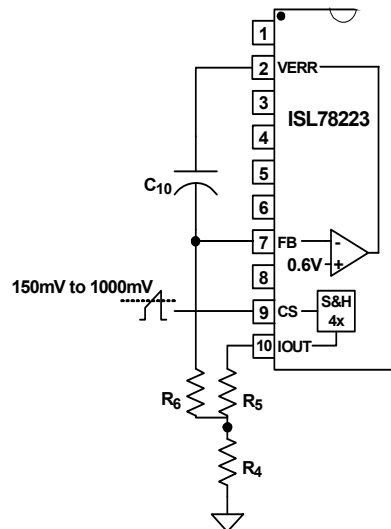 1
2 VERR
3
ISL78223
4
5
C10
6
7 FB -
0.6V +
8
150mV to 1000mV
9 CS S&H
4x
10 IOUT
R6 R5
R4